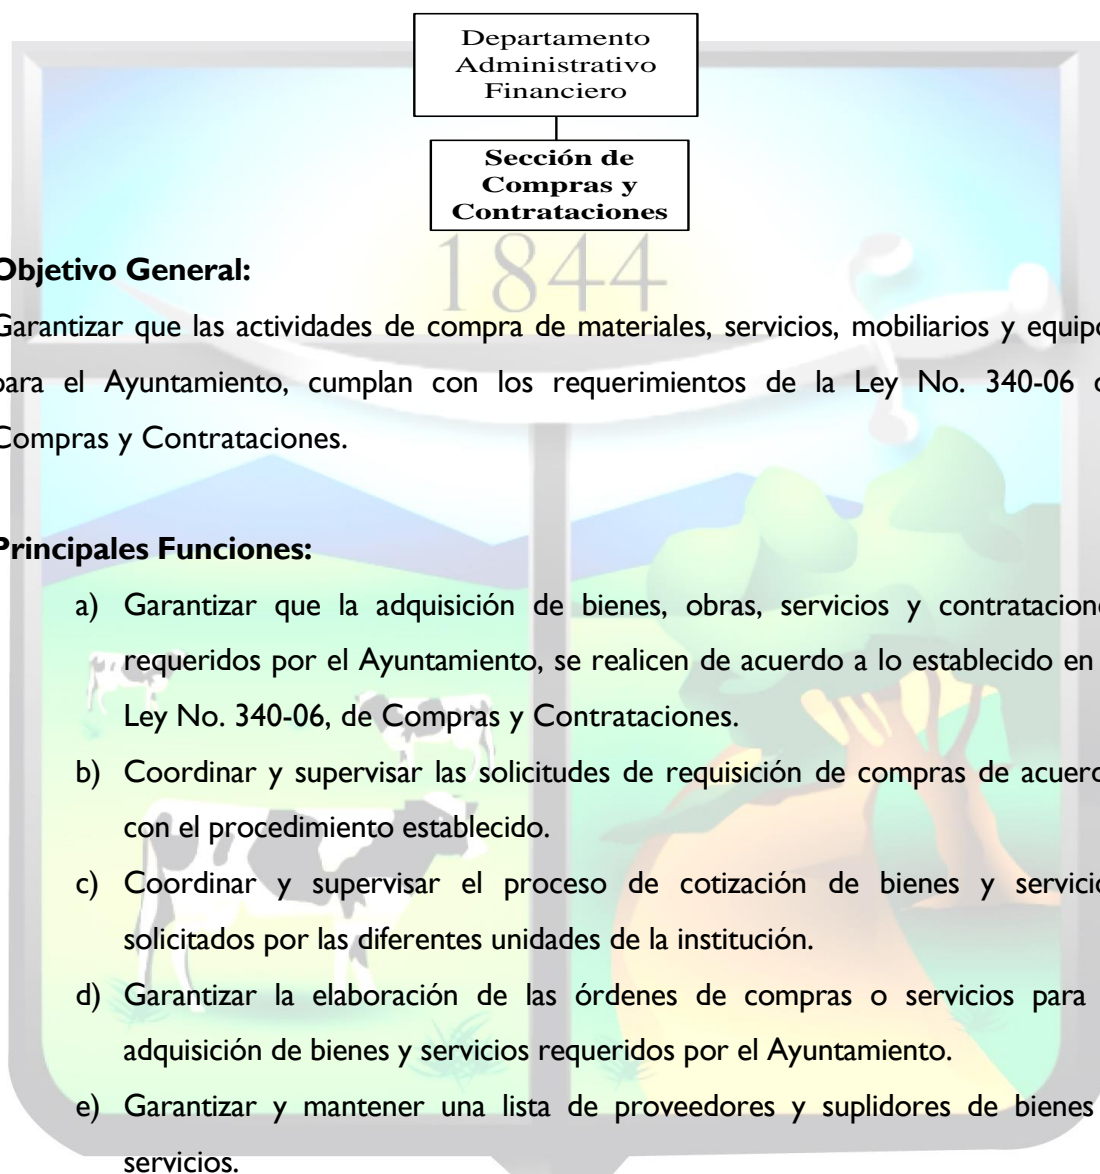 Departamento
Administrativo
Financiero
Sección de
Compras y
Contrataciones
1844
Objetivo General:
Garantizar que las actividades de compra de materiales, servicios, mobiliarios y equipo
para el Ayuntamiento, cumplan con los requerimientos de la Ley No. 340-06
Compras y Contrataciones.
Principales Funciones:
a) Garantizar que la adquisición de bienes, obras, servicios y contratacione
requeridos por el Ayuntamiento, se realicen de acuerdo a lo establecido en
Ley No. 340-06, de Compras y Contrataciones.
b) Coordinar y supervisar las solicitudes de requisición de compras de acuerd
con el procedimiento establecido.
c) Coordinar y supervisar el proceso de cotización de bienes y servicio
solicitados por las diferentes unidades de la institución.
d) Garantizar la elaboración de las órdenes de compras o servicios para
adquisición de bienes y servicios requeridos por el Ayuntamiento.
e) Garantizar y mantener una lista de proveedores y suplidores de bienes
servicios.